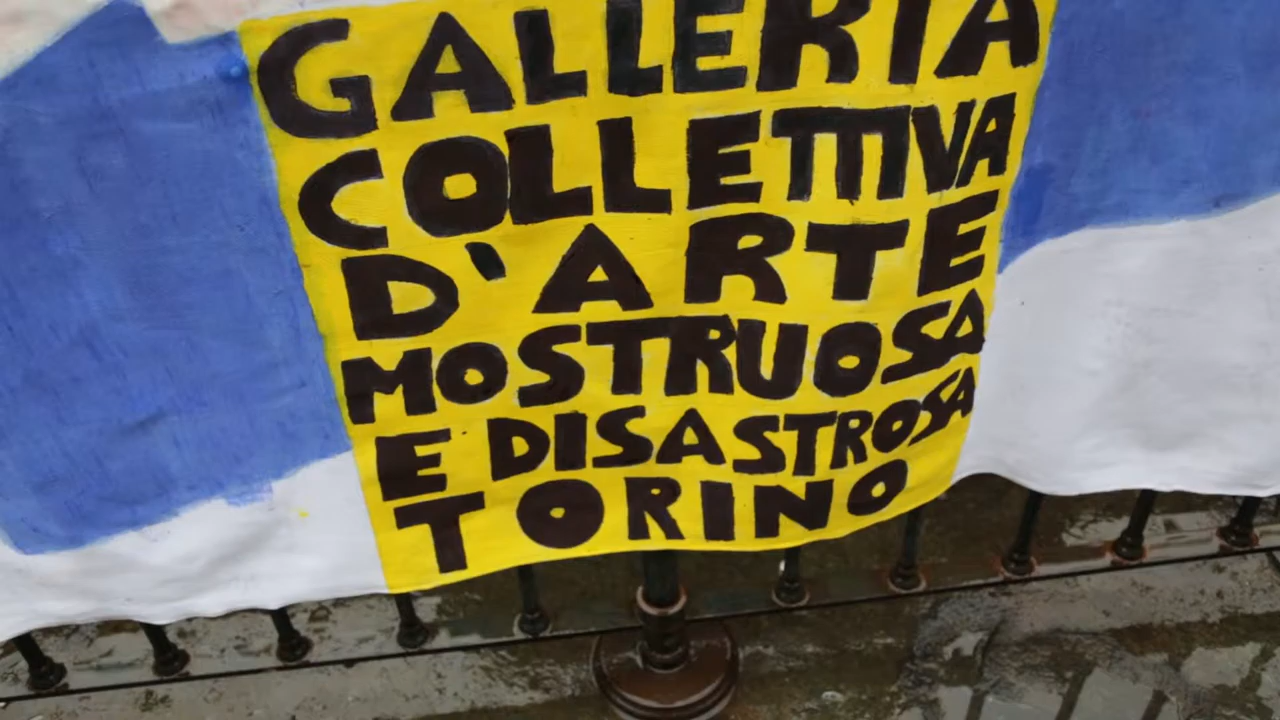 GALLERIA
COLLETTIVA
D'ARTE
MOSTRUOSA
E DISASTROSA
TORINO